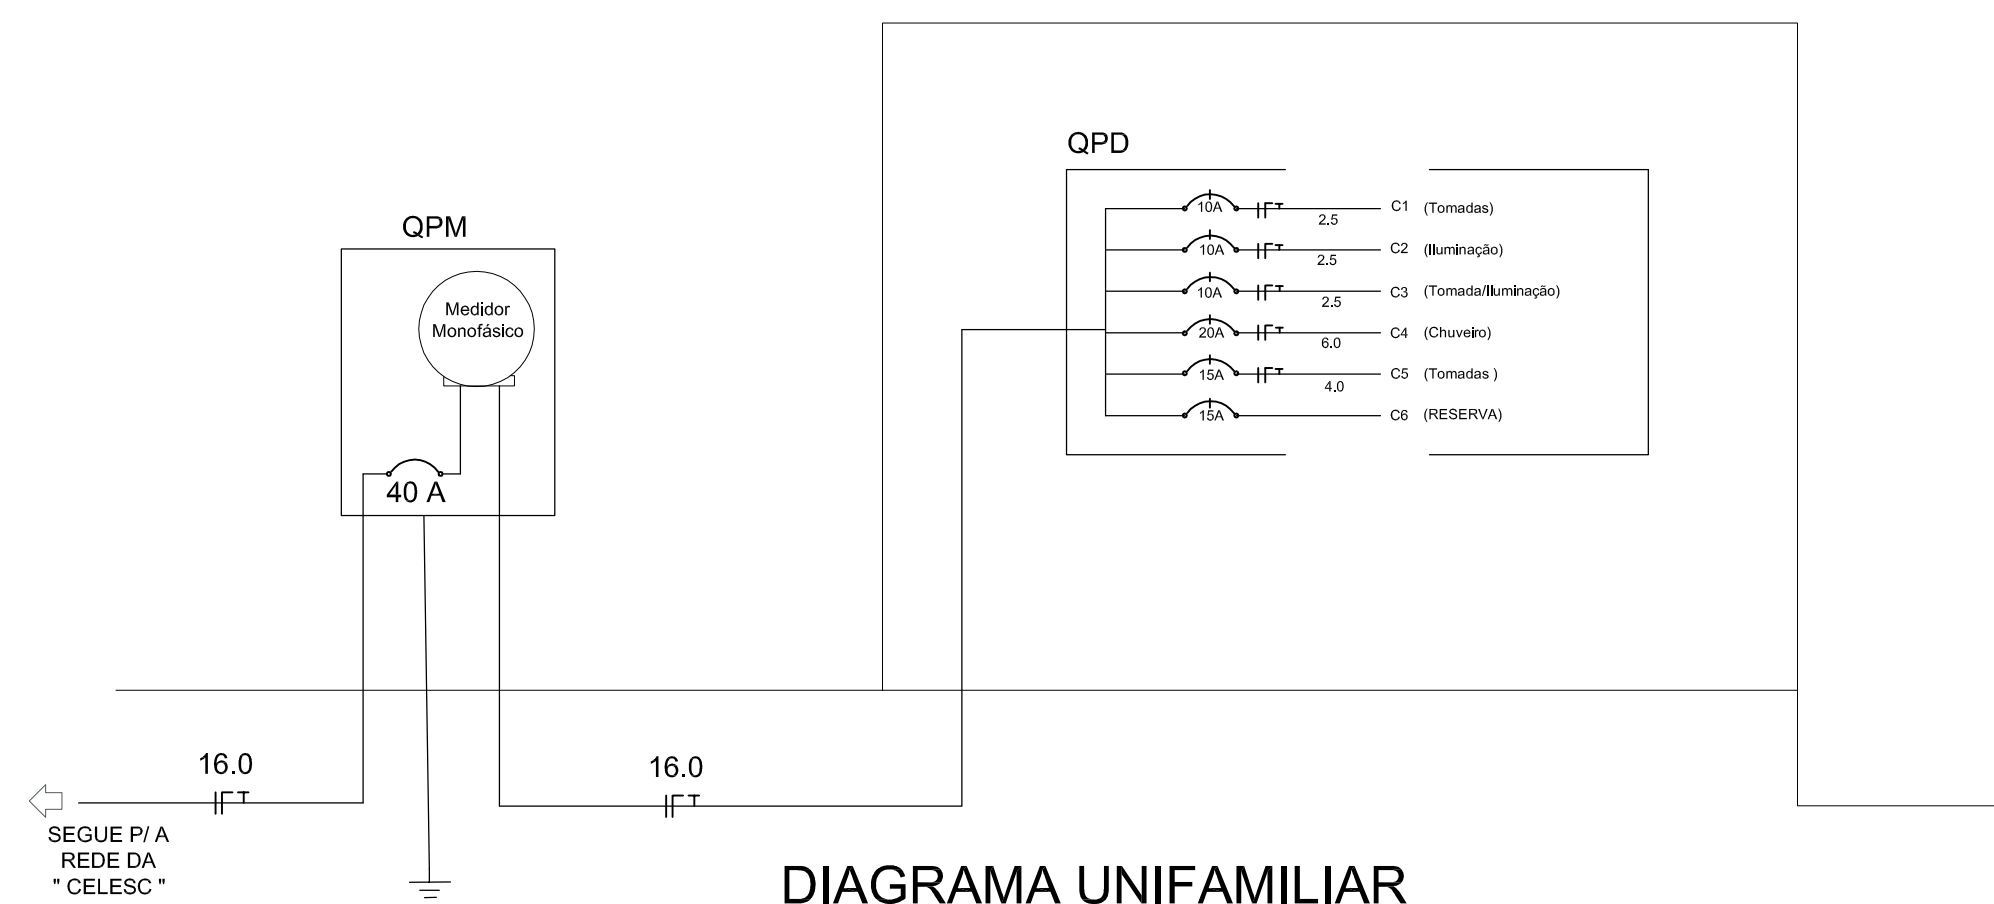 QPD
10A
2.5
C1 (Tomadas)
10A
2.5
C2 (Iluminação)
10A
2.5
C3 (Tomada/Iluminação)
20A
6.0
C4 (Chuveiro)
15A
4.0
C5 (Tomadas )
15A
C6 (RESERVA)
QPM
Medidor
Monofásico
40 A
16.0
16.0
SEGUE P/ A
REDE DA
" CELESC "
DIAGRAMA UNIFAMILIAR